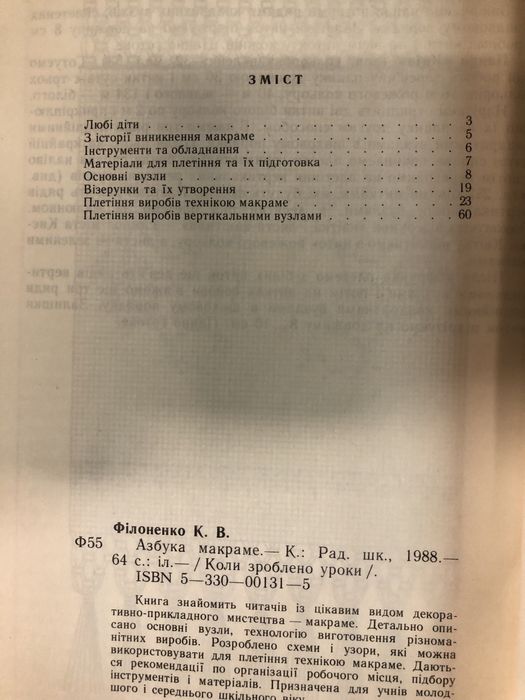 ЗМІСТ
Любі діти . . . . . . . . . . . . . . . . 3
З історії виникнення макраме . . . . . . . . . . 5
Інструменти та обладнання . . . . . . . . . . . 6
Матеріали для плетіння та їх підготовка . . . . . . . 7
Основні вузли . . . . . . . . . . . . . . 8
Візерунки та їх утворення . . . . . . . . . . . 19
Плетіння виробів технікою макраме . . . . . . . . 23
Плетіння виробів вертикальними вузлами . . . . . . . 60
Філоненко К. В.
Ф55 Азбука макраме.— К.: Рад. шк., 1988.—
64 с.: іл.— / Коли зроблено уроки /.
ISBN 5—330—00131—5
Книга знайомить читачів із цікавим видом декора-
тивно-прикладного мистецтва — макраме. Детально опи-
сано основні вузли, технологію виготовлення різнома-
нітних виробів. Розроблено схеми і узори, які можна
використовувати для плетіння технікою макраме. Дають-
ся рекомендації по організації робочого місця, підбору
інструментів і матеріалів. Призначена для учнів молод-
шого і середнього шкільного віку.